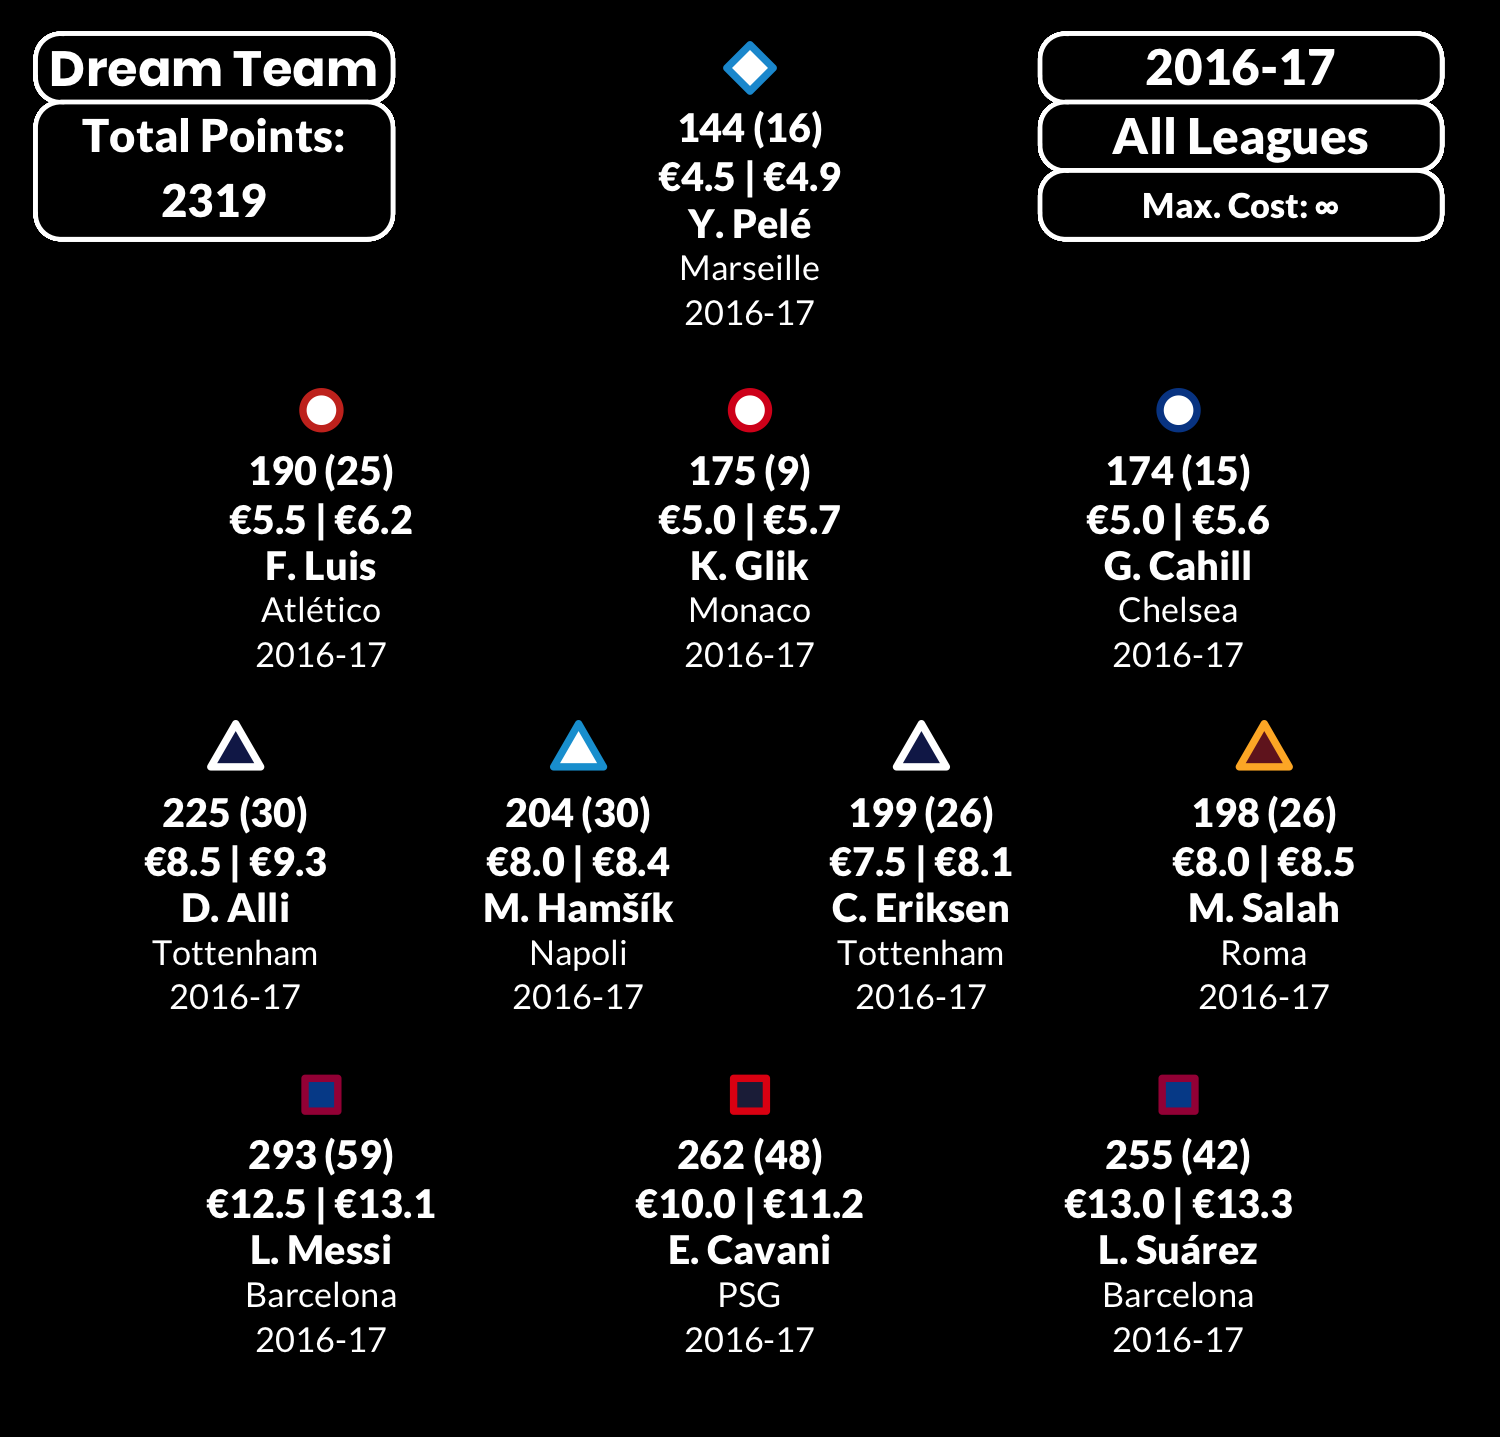 Dream Team
Total Points:
2319
2016-17
All Leagues
Max. Cost: ∞
144 (16)
€4.5 | €4.9
Y. Pelé
Marseille
2016-17
190 (25)
€5.5 | €6.2
F. Luis
Atlético
2016-17
175 (9)
€5.0 | €5.7
K. Glik
Monaco
2016-17
174 (15)
€5.0 | €5.6
G. Cahill
Chelsea
2016-17
225 (30)
€8.5 | €9.3
D. Alli
Tottenham
2016-17
204 (30)
€8.0 | €8.4
M. Hamšík
Napoli
2016-17
199 (26)
€7.5 | €8.1
C. Eriksen
Tottenham
2016-17
198 (26)
€8.0 | €8.5
M. Salah
Roma
2016-17
293 (59)
€12.5 | €13.1
L. Messi
Barcelona
2016-17
262 (48)
€10.0 | €11.2
E. Cavani
PSG
2016-17
255 (42)
€13.0 | €13.3
L. Suárez
Barcelona
2016-17